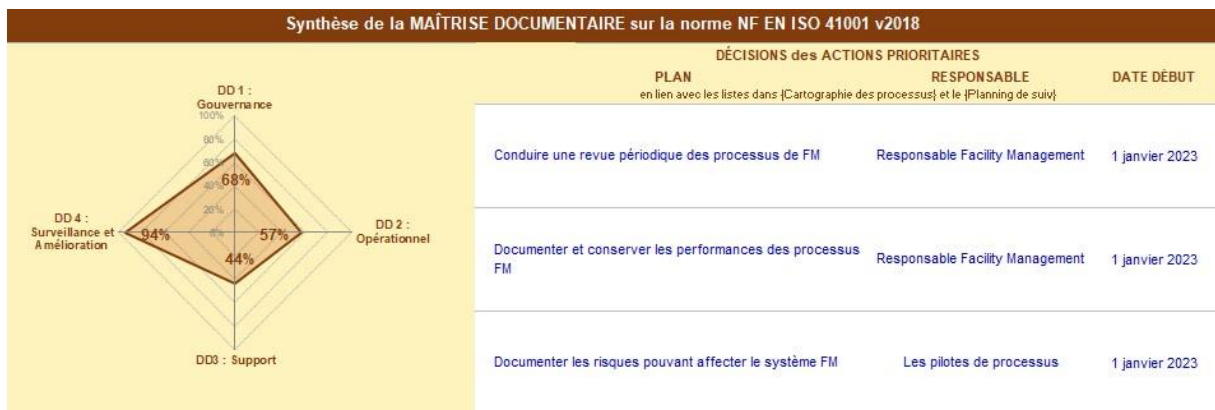 Synthèse de la MAÎTRISE DOCUMENTAIRE sur la norme NF EN ISO 41001 v2018
DD 1 :
Gouvernance
100%
80%
60%
40%
20%
0%
68%
57%
44%
94%
DD 2 :
Opérationnel
DD3 : Support
DD 4 :
Surveillance et
Amélioration
DÉCISIONS des ACTIONS PRIORITAIRES
PLAN RESPONSABLE DATE DÉBUT
en lien avec les listes dans {Cartographie des processus} et le {Planning de suiv}
Conduire une revue périodique des processus de FM Responsable Facility Management 1 janvier 2023
Documenter et conserver les performances des processus
FM Responsable Facility Management 1 janvier 2023
Documenter les risques pouvant affecter le système FM Les pilotes de processus 1 janvier 2023